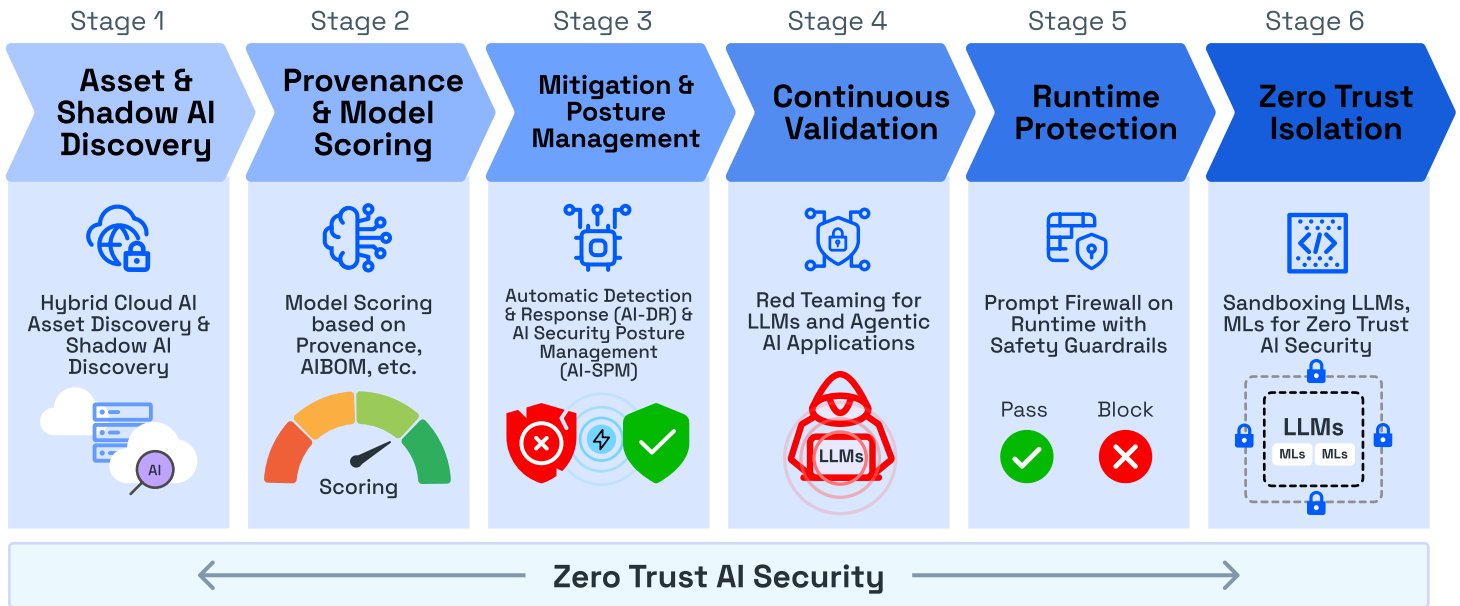 Stage 1
Stage 2
Stage 3
Stage 4
Stage 5
Stage 6
Asset &
Shadow AI
Discovery
Provenance
& Model
Scoring
Mitigation &
Posture
Management
Continuous
Validation
Runtime
Protection
Zero Trust
Isolation
Hybrid Cloud AI
Asset Discovery &
Shadow AI
Discovery
AI
Model Scoring
based on
Provenance,
AIBOM, etc.
Scoring
Automatic Detection
& Response (AI-DR) &
AI Security Posture
Management
(AI-SPM)
Red Teaming for
LLMs and Agentic
AI Applications
LLMs
Prompt Firewall on
Runtime with
Safety Guardrails
Pass
Block
Sandboxing LLMs,
MLs for Zero Trust
AI Security
LLMs
MLs
MLs
Zero Trust AI Security